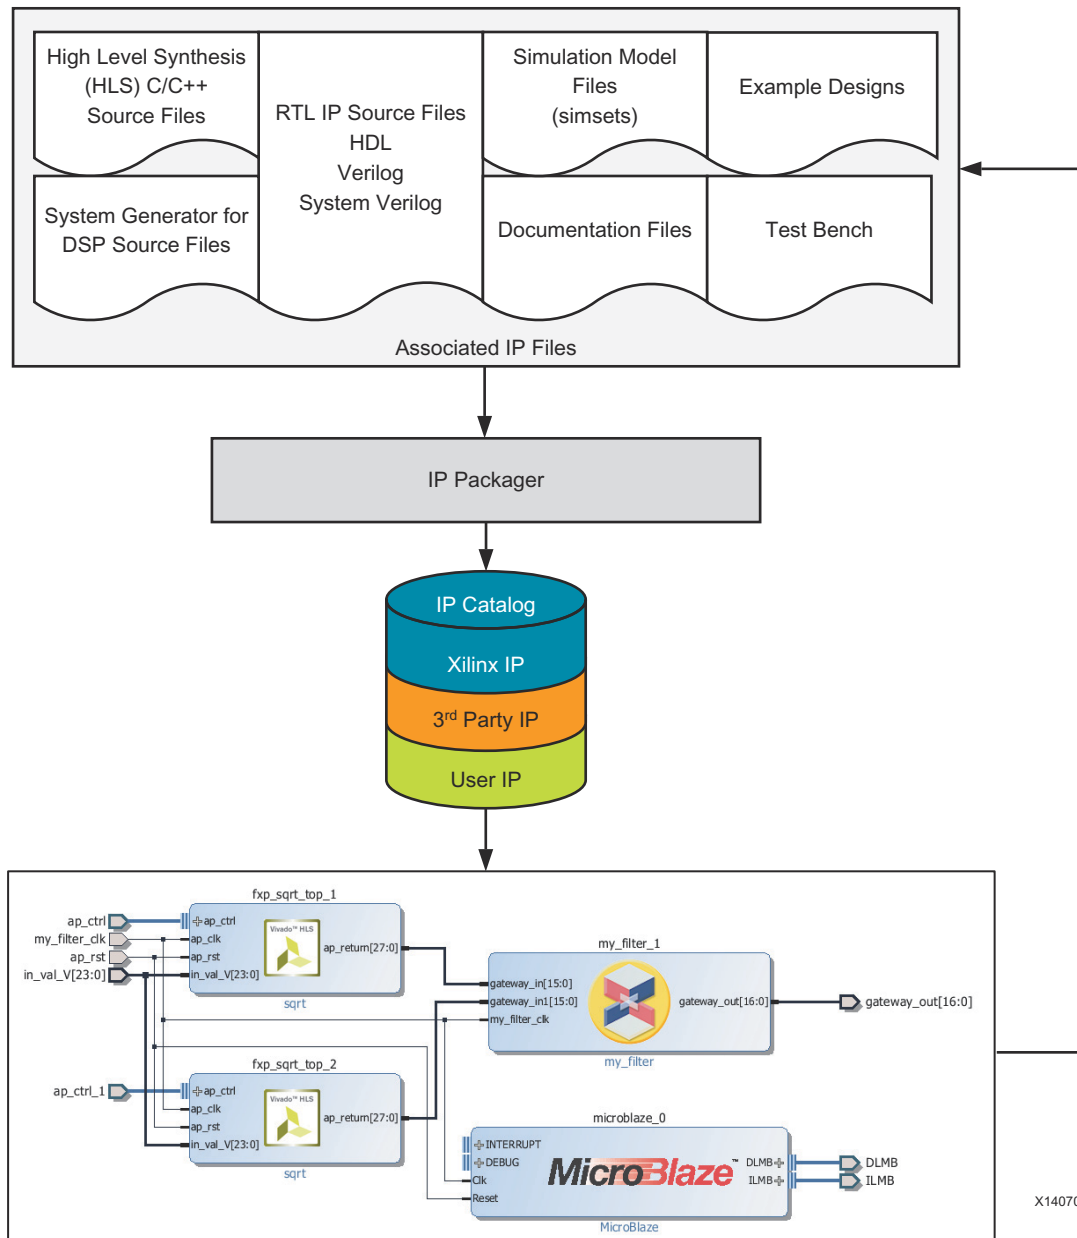 High Level Synthesis
(HLS) C/C++
Source Files
RTL IP Source Files
HDL
Verilog
System Verilog
Simulation Model
Files
(simsets)
Example Designs
System Generator for
DSP Source Files
Documentation Files
Test Bench
Associated IP Files
IP Packager
IP Catalog
Xilinx IP
3rd Party IP
User IP
fxp_sqrt_top_1
ap_ctrl
my_filter_clk
ap_rst
in_val_V[23:0]
ap_ctrl
ap_clk
ap_rst
in_val_V[23:0]
Vivado™ HLS
ap_return[27:0]
sqrt
my_filter_1
gateway_in[15:0]
gateway_in1[15:0]
my_filter_clk
gateway_out[16:0]
my_filter
gateway_out[16:0]
fxp_sqrt_top_2
ap_ctrl_1
ap_ctrl
ap_clk
ap_rst
in_val_V[23:0]
Vivado™ HLS
ap_return[27:0]
sqrt
microblaze_0
INTERRUPT
DEBUG
Clk
Reset
MicroBlaze™
DLMB
ILMB
MicroBlaze
DLMB
ILMB
X14070